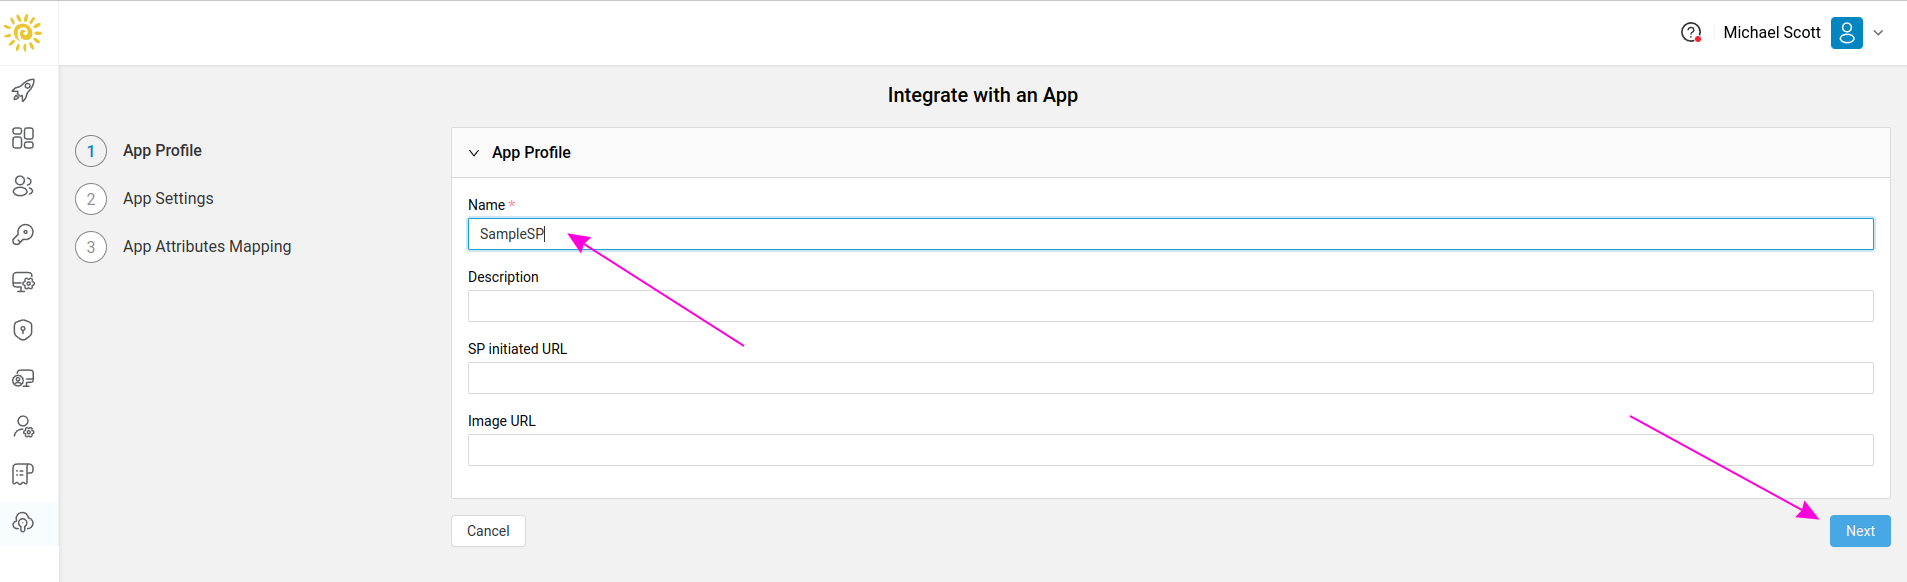 Michael Scott
Integrate with an App
1 App Profile
2 App Settings
3 App Attributes Mapping
App Profile
Name *
SampleSP
Description
SP initiated URL
Image URL
Cancel
Next